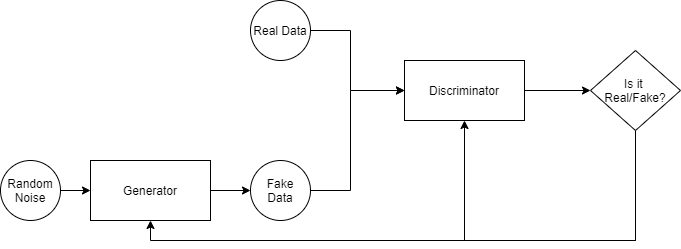 Real Data
Discriminator
Is it
Real/Fake?
Random
Noise
Generator
Fake
Data